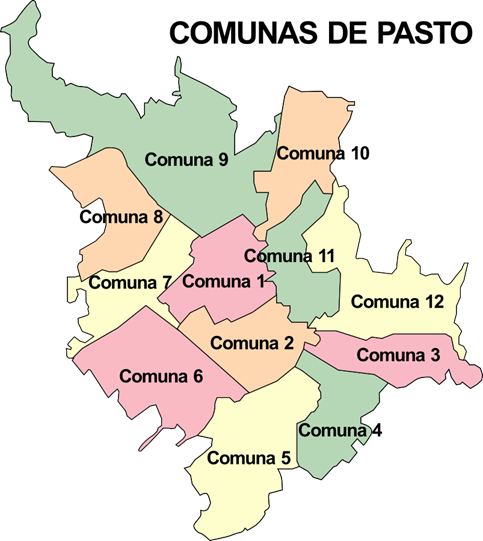 COMUNAS DE PASTO
Comuna 9
Comuna 10
Comuna 8
Comuna 11
Comuna 7
Comuna 1
Comuna 12
Comuna 2
Comuna 3
Comuna 6
Comuna 4
Comuna 5